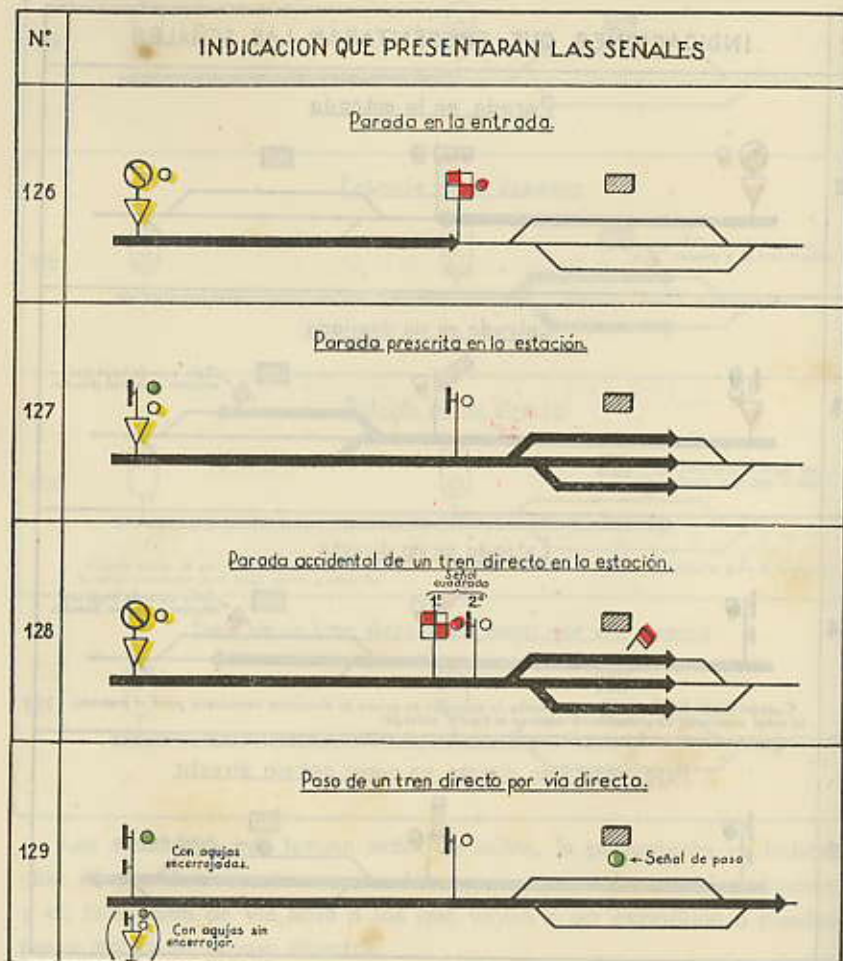 N.º
INDICACION QUE PRESENTARAN LAS SEÑALES
Parada en la entrada.
126
Parada prescrita en la estación.
127
Parada accidental de un tren directo en la estación.
Señal
cuadrada
1ª 2ª
128
Paso de un tren directo por vía directa.
129
Con agujas
encerrojadas.
Señal de paso
Con agujas sin
encerrojar.